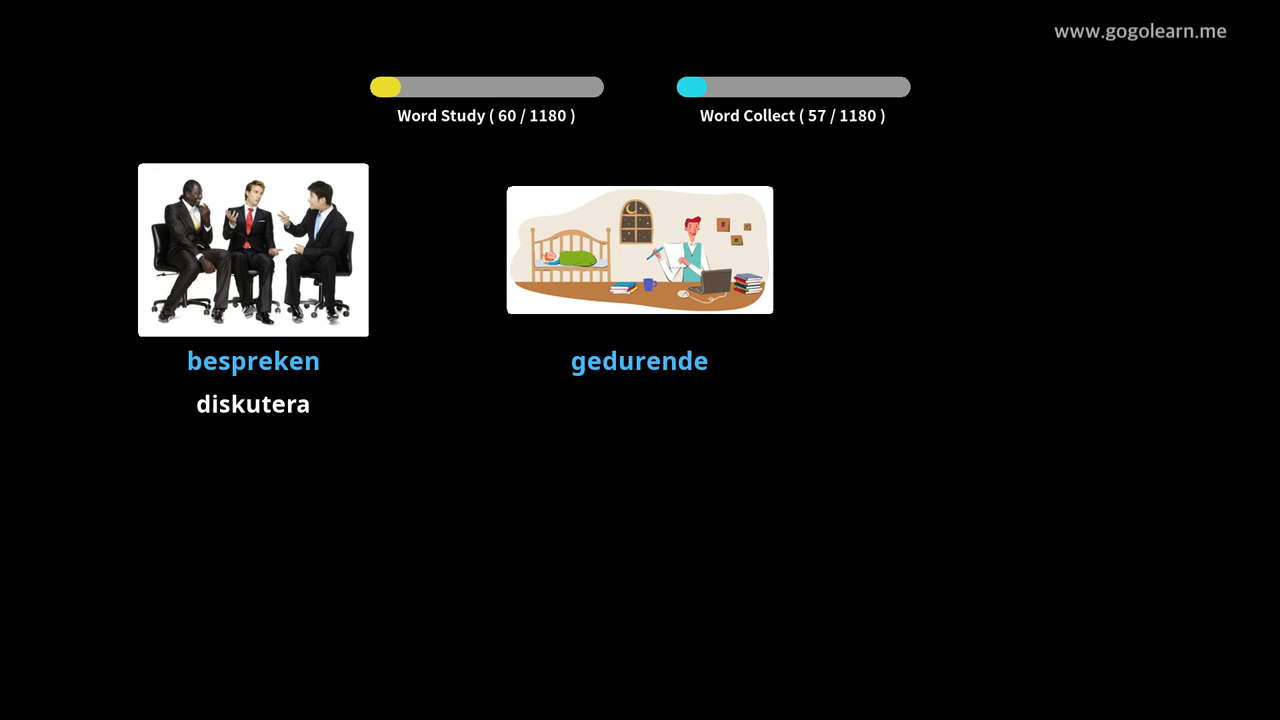 www.gogolearn.me
Word Study ( 60 / 1180 )
Word Collect ( 57 / 1180 )
bespreken
gedurende
diskutera